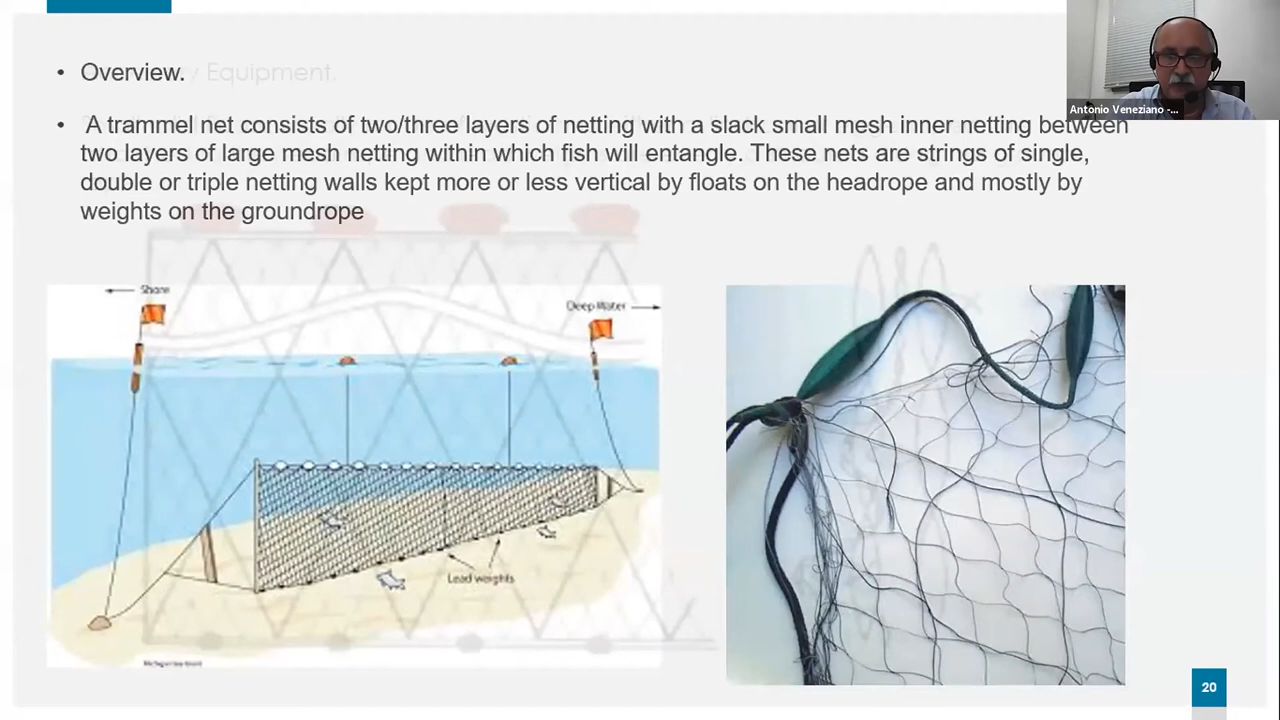 Overview.
y Equipment.
Antonio Veneziano -...
A trammel net consists of two/three layers of netting with a slack small mesh inner netting between
two layers of large mesh netting within which fish will entangle. These nets are strings of single,
double or triple netting walls kept more or less vertical by floats on the headrope and mostly by
weights on the groundrope
Shore
Deep Water
Lead weights
20